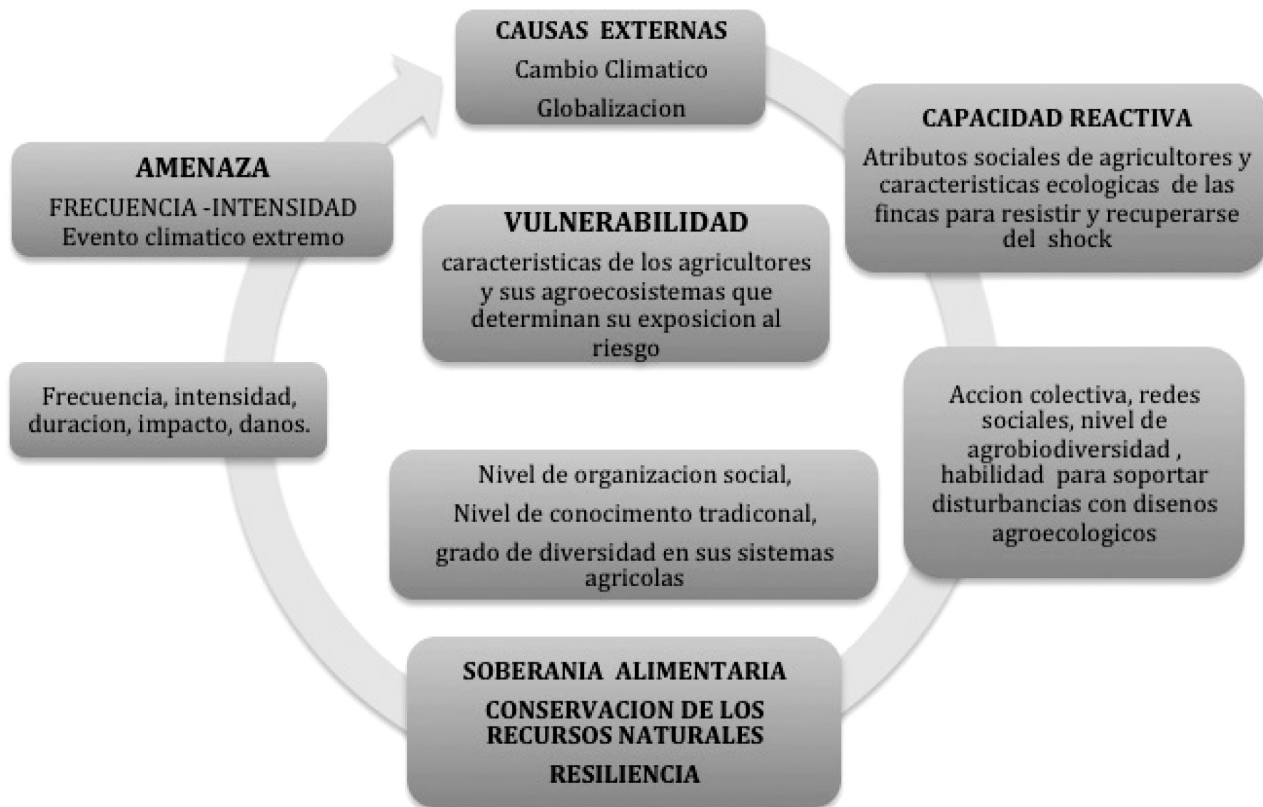 CAUSAS EXTERNAS
Cambio Climatico
Globalizacion
CAPACIDAD REACTIVA
Atributos sociales de agricultores y
caracteristicas ecologicas de las
fincas para resistir y recuperarse
del shock
AMENAZA
FRECUENCIA -INTENSIDAD
Evento climatico extremo
VULNERABILIDAD
caracteristicas de los agricultores
y sus agroecosistemas que
determinan su exposicion al
riesgo
Frecuencia, intensidad,
duracion, impacto, danos.
Accion colectiva, redes
sociales, nivel de
agrobiodiversidad ,
habilidad para soportar
disturbancias con disenos
agroecologicos
Nivel de organizacion social,
Nivel de conocimento tradiconal,
grado de diversidad en sus sistemas
agricolas
SOBERANIA ALIMENTARIA
CONSERVACION DE LOS
RECURSOS NATURALES
RESILIENCIA